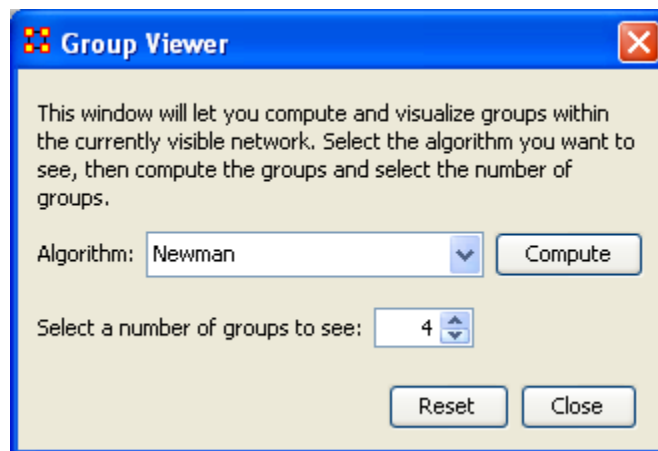 Group Viewer
This window will let you compute and visualize groups within
the currently visible network. Select the algorithm you want to
see, then compute the groups and select the number of
groups.
Algorithm: Newman Compute
Select a number of groups to see: 4
Reset Close